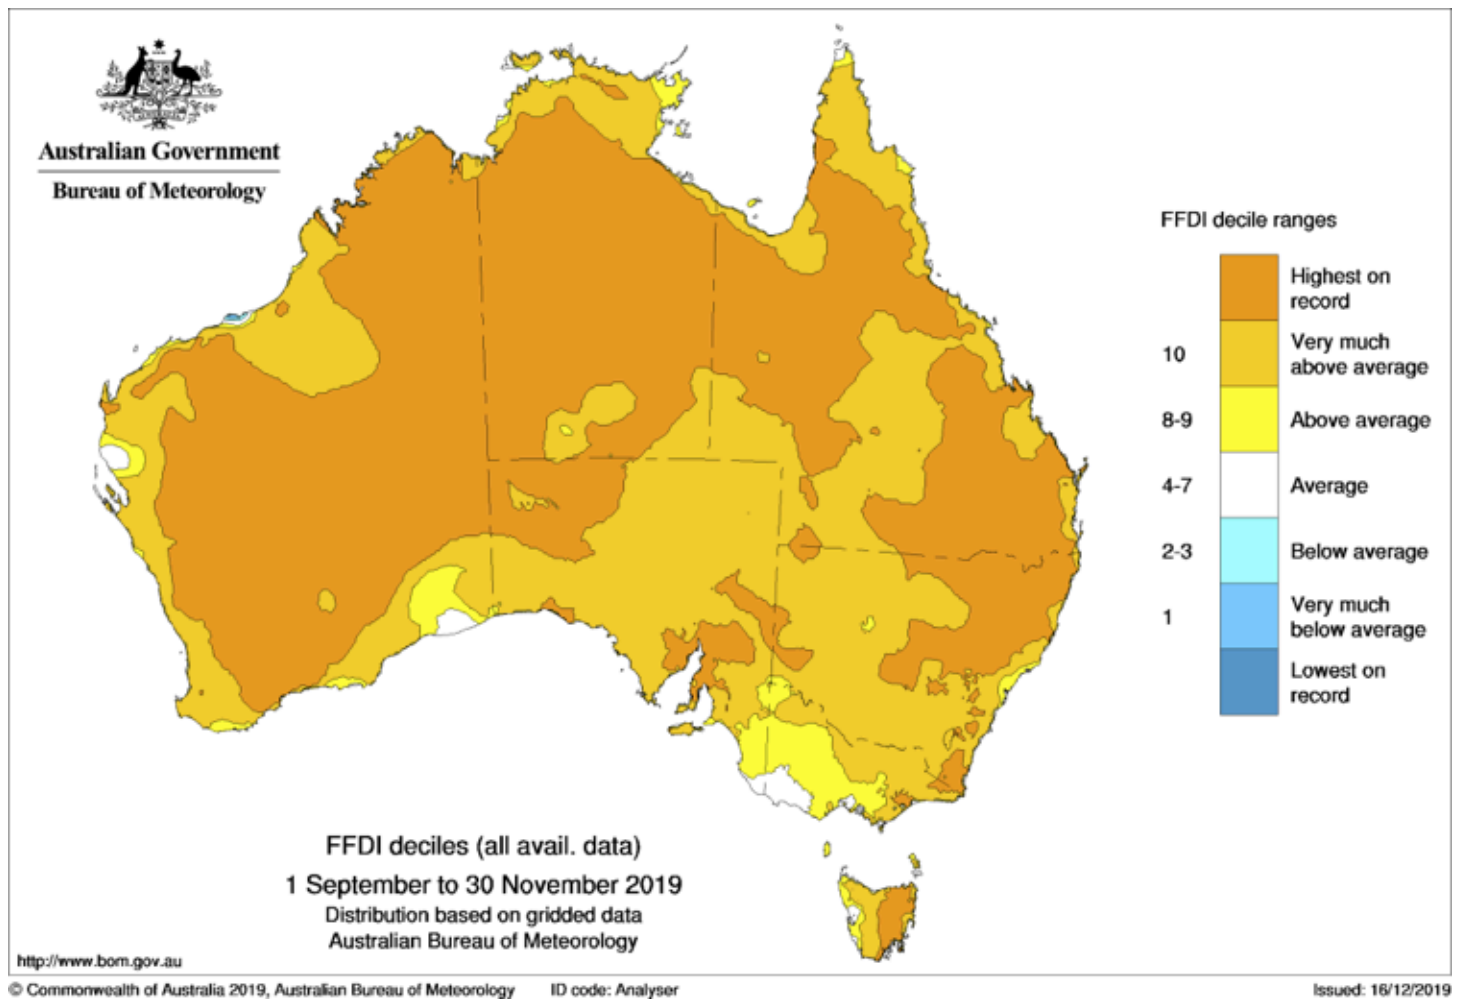 Australian Government
Bureau of Meteorology
FFDI decile ranges
Highest on
record
10
Very much
above average
8-9
Above average
4-7
Average
2-3
Below average
1
Very much
below average
Lowest on
record
FFDI deciles (all avail. data)
1 September to 30 November 2019
Distribution based on gridded data
Australian Bureau of Meteorology
http://www.bom.gov.au
© Commonwealth of Australia 2019, Australian Bureau of Meteorology
ID code: Analyser
Issued: 16/12/2019